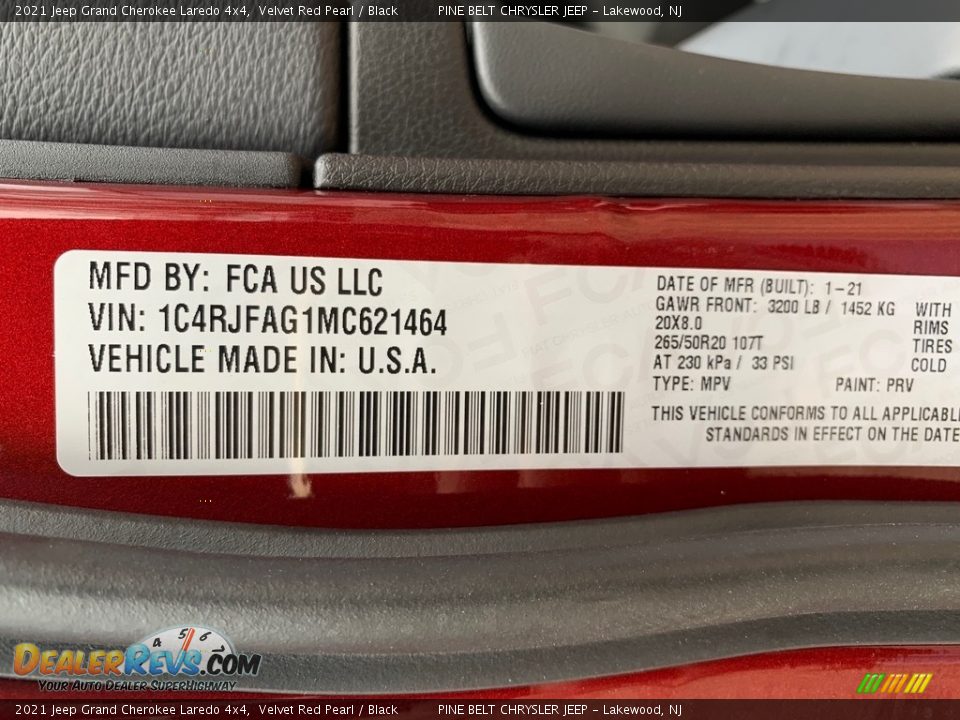 2021 Jeep Grand Cherokee Laredo 4x4, Velvet Red Pearl / Black PINE BELT CHRYSLER JEEP - Lakewood, NJ
MFD BY: FCA US LLC
VIN: 1C4RJFAG1MC621464
VEHICLE MADE IN: U.S.A.
DATE OF MFR (BUILT): 1-21
GAWR FRONT: 3200 LB / 1452 KG WITH
20X8.0 RIMS
265/50R20 107T TIRES
AT 230 kPa / 33 PSI COLD
TYPE: MPV PAINT: PRV
THIS VEHICLE CONFORMS TO ALL
STANDARDS IN EFFECT ON THE DATE
4 5 6
DEALERREVS.COM
YOUR AUTO DEALER SUPERHIGHWAY
2021 Jeep Grand Cherokee Laredo 4x4, Velvet Red Pearl / Black PINE BELT CHRYSLER JEEP - Lakewood, NJ